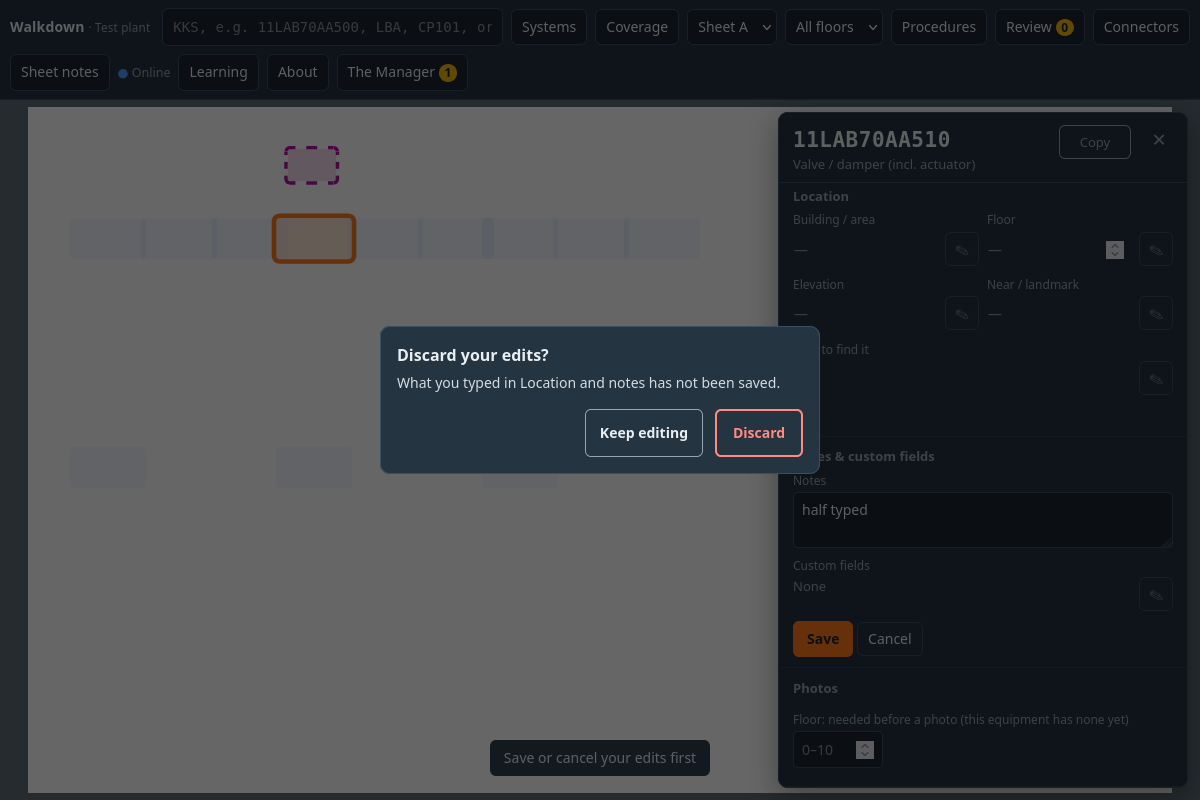 Walkdown · Test plant
KKS, e.g. 11LAB70AA500, LBA, CP101, or
Systems
Coverage
Sheet A
All floors
Procedures
Review 0
Connectors
Sheet notes
Online
Learning
About
The Manager 1
11LAB70AA510
Copy
Valve / damper (incl. actuator)
Location
Building / area
Floor
—
—
Elevation
Near / landmark
—
—
to find it
Discard your edits?
What you typed in Location and notes has not been saved.
Keep editing
Discard
& custom fields
Notes
half typed
Custom fields
None
Save
Cancel
Photos
Floor: needed before a photo (this equipment has none yet)
0–10
Save or cancel your edits first